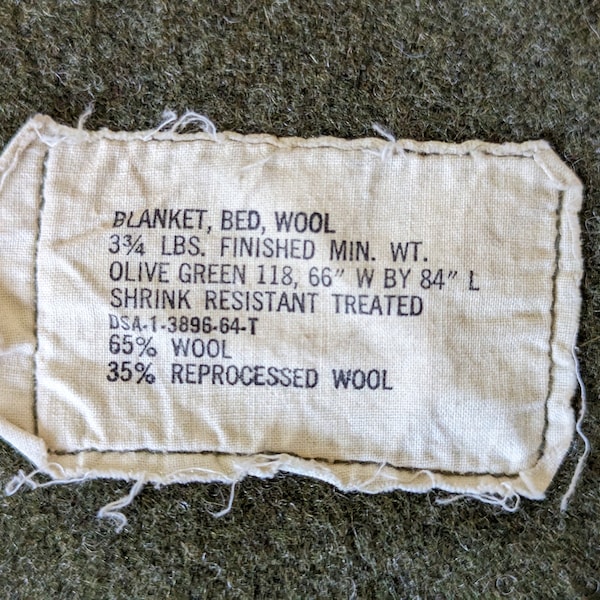 BLANKET, BED, WOOL
3¾ LBS. FINISHED MIN. WT.
OLIVE GREEN 118, 66" W BY 84" L
SHRINK RESISTANT TREATED
DSA-1-3896-64-T
65% WOOL
35% REPROCESSED WOOL